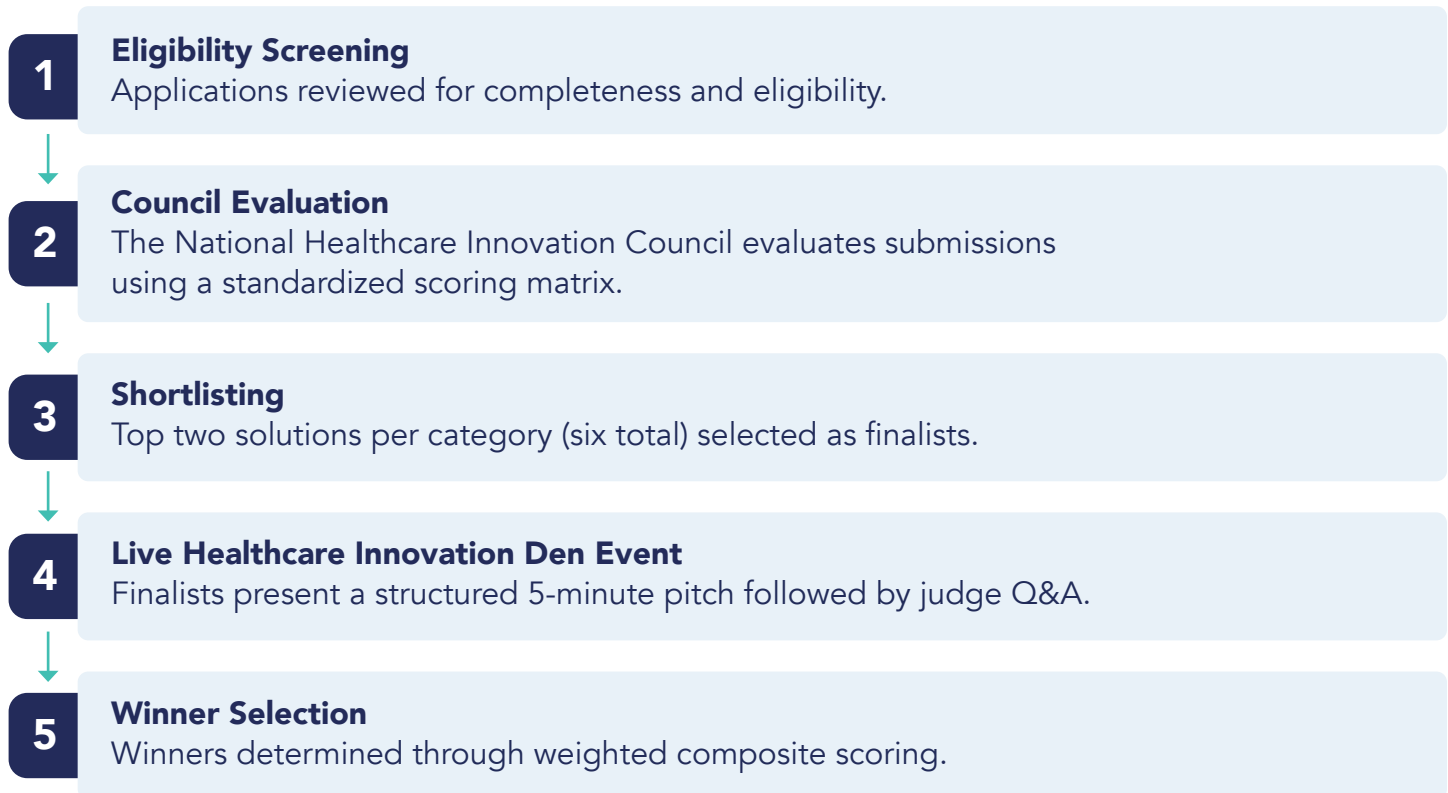 1
Eligibility Screening
Applications reviewed for completeness and eligibility.
2
Council Evaluation
The National Healthcare Innovation Council evaluates submissions
using a standardized scoring matrix.
3
Shortlisting
Top two solutions per category (six total) selected as finalists.
4
Live Healthcare Innovation Den Event
Finalists present a structured 5-minute pitch followed by judge Q&A.
5
Winner Selection
Winners determined through weighted composite scoring.